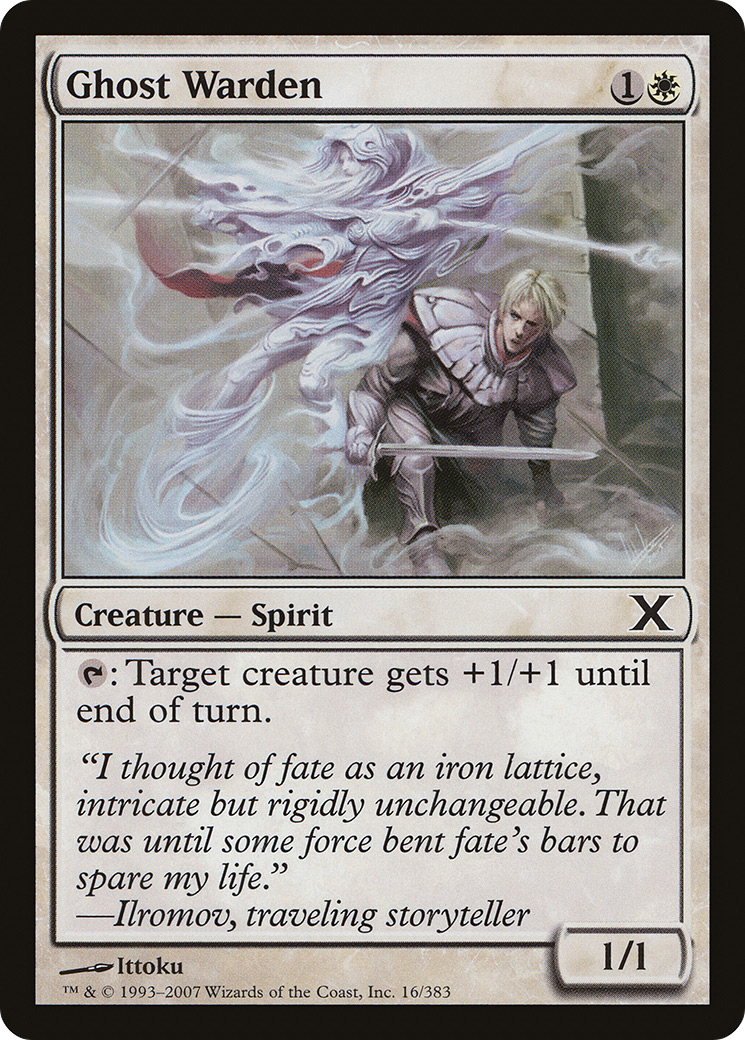 Ghost Warden
1
Creature — Spirit
X
: Target creature gets +1/+1 until
end of turn.
“I thought of fate as an iron lattice,
intricate but rigidly unchangeable. That
was until some force bent fate’s bars to
spare my life.”
—Ilromov, traveling storyteller
1/1
Ittoku
™ & © 1993–2007 Wizards of the Coast, Inc. 16/383